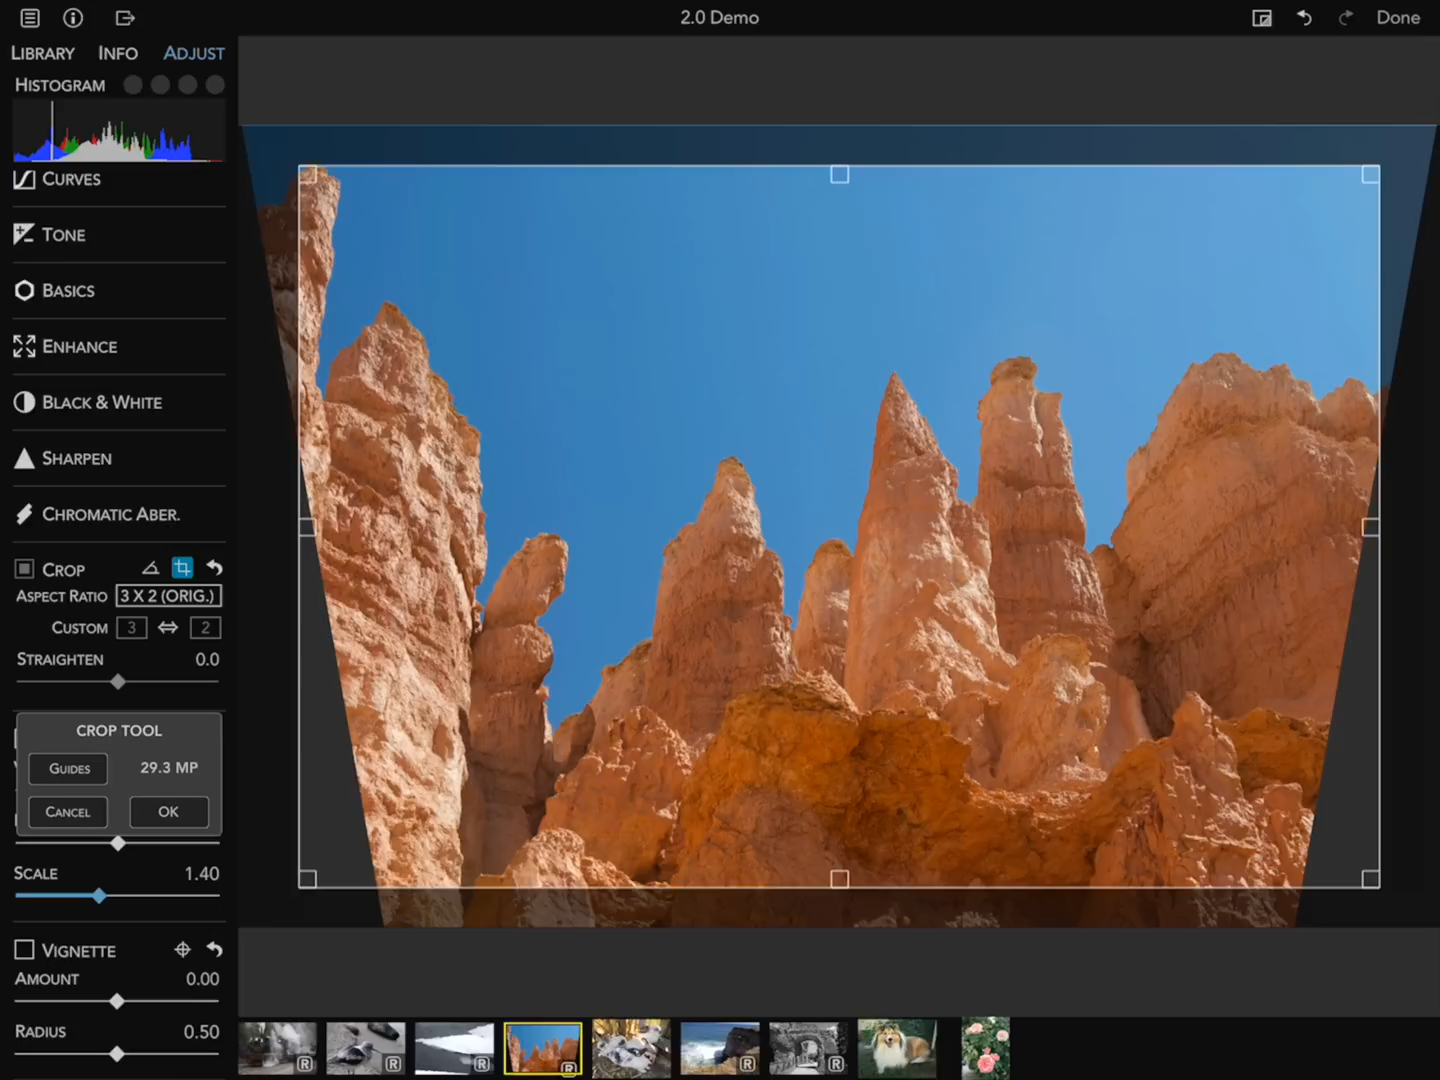 2.0 Demo
Done
LIBRARY INFO ADJUST
HISTOGRAM
CURVES
TONE
BASICS
ENHANCE
BLACK & WHITE
SHARPEN
CHROMATIC ABER.
CROP
ASPECT RATIO 3 X 2 (ORIG.)
CUSTOM 3 2
STRAIGHTEN 0.0
CROP TOOL
GUIDES 29.3 MP
CANCEL OK
SCALE 1.40
VIGNETTE
AMOUNT 0.00
RADIUS 0.50
R R R R R R